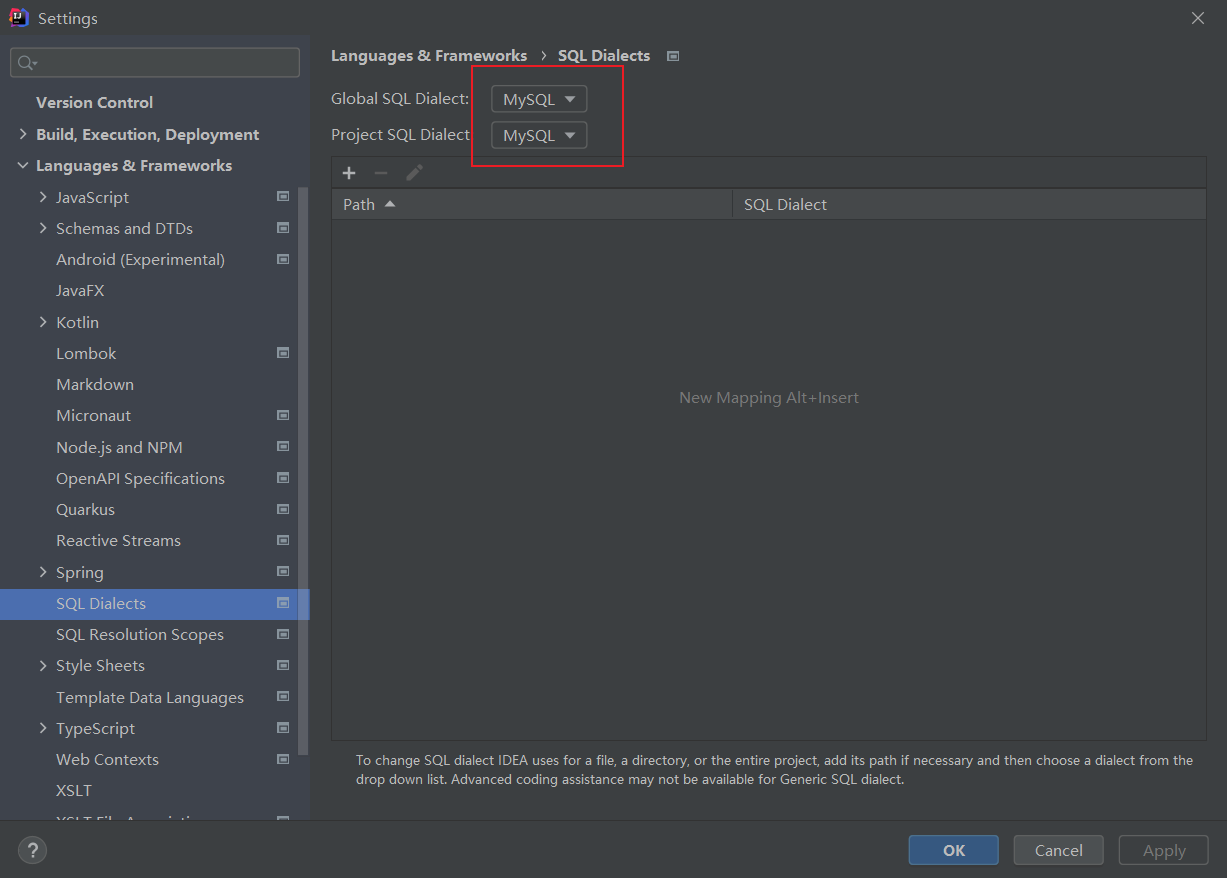 Settings
Version Control
Build, Execution, Deployment
Languages & Frameworks
JavaScript
Schemas and DTDs
Android (Experimental)
JavaFX
Kotlin
Lombok
Markdown
Micronaut
Node.js and NPM
OpenAPI Specifications
Quarkus
Reactive Streams
Spring
SQL Dialects
SQL Resolution Scopes
Style Sheets
Template Data Languages
TypeScript
Web Contexts
XSLT
Languages & Frameworks › SQL Dialects
Global SQL Dialect: MySQL
Project SQL Dialect MySQL
Path SQL Dialect
New Mapping Alt+Insert
To change SQL dialect IDEA uses for a file, a directory, or the entire project, add its path if necessary and then choose a dialect from the
drop down list. Advanced coding assistance may not be available for Generic SQL dialect.
? OK Cancel Apply